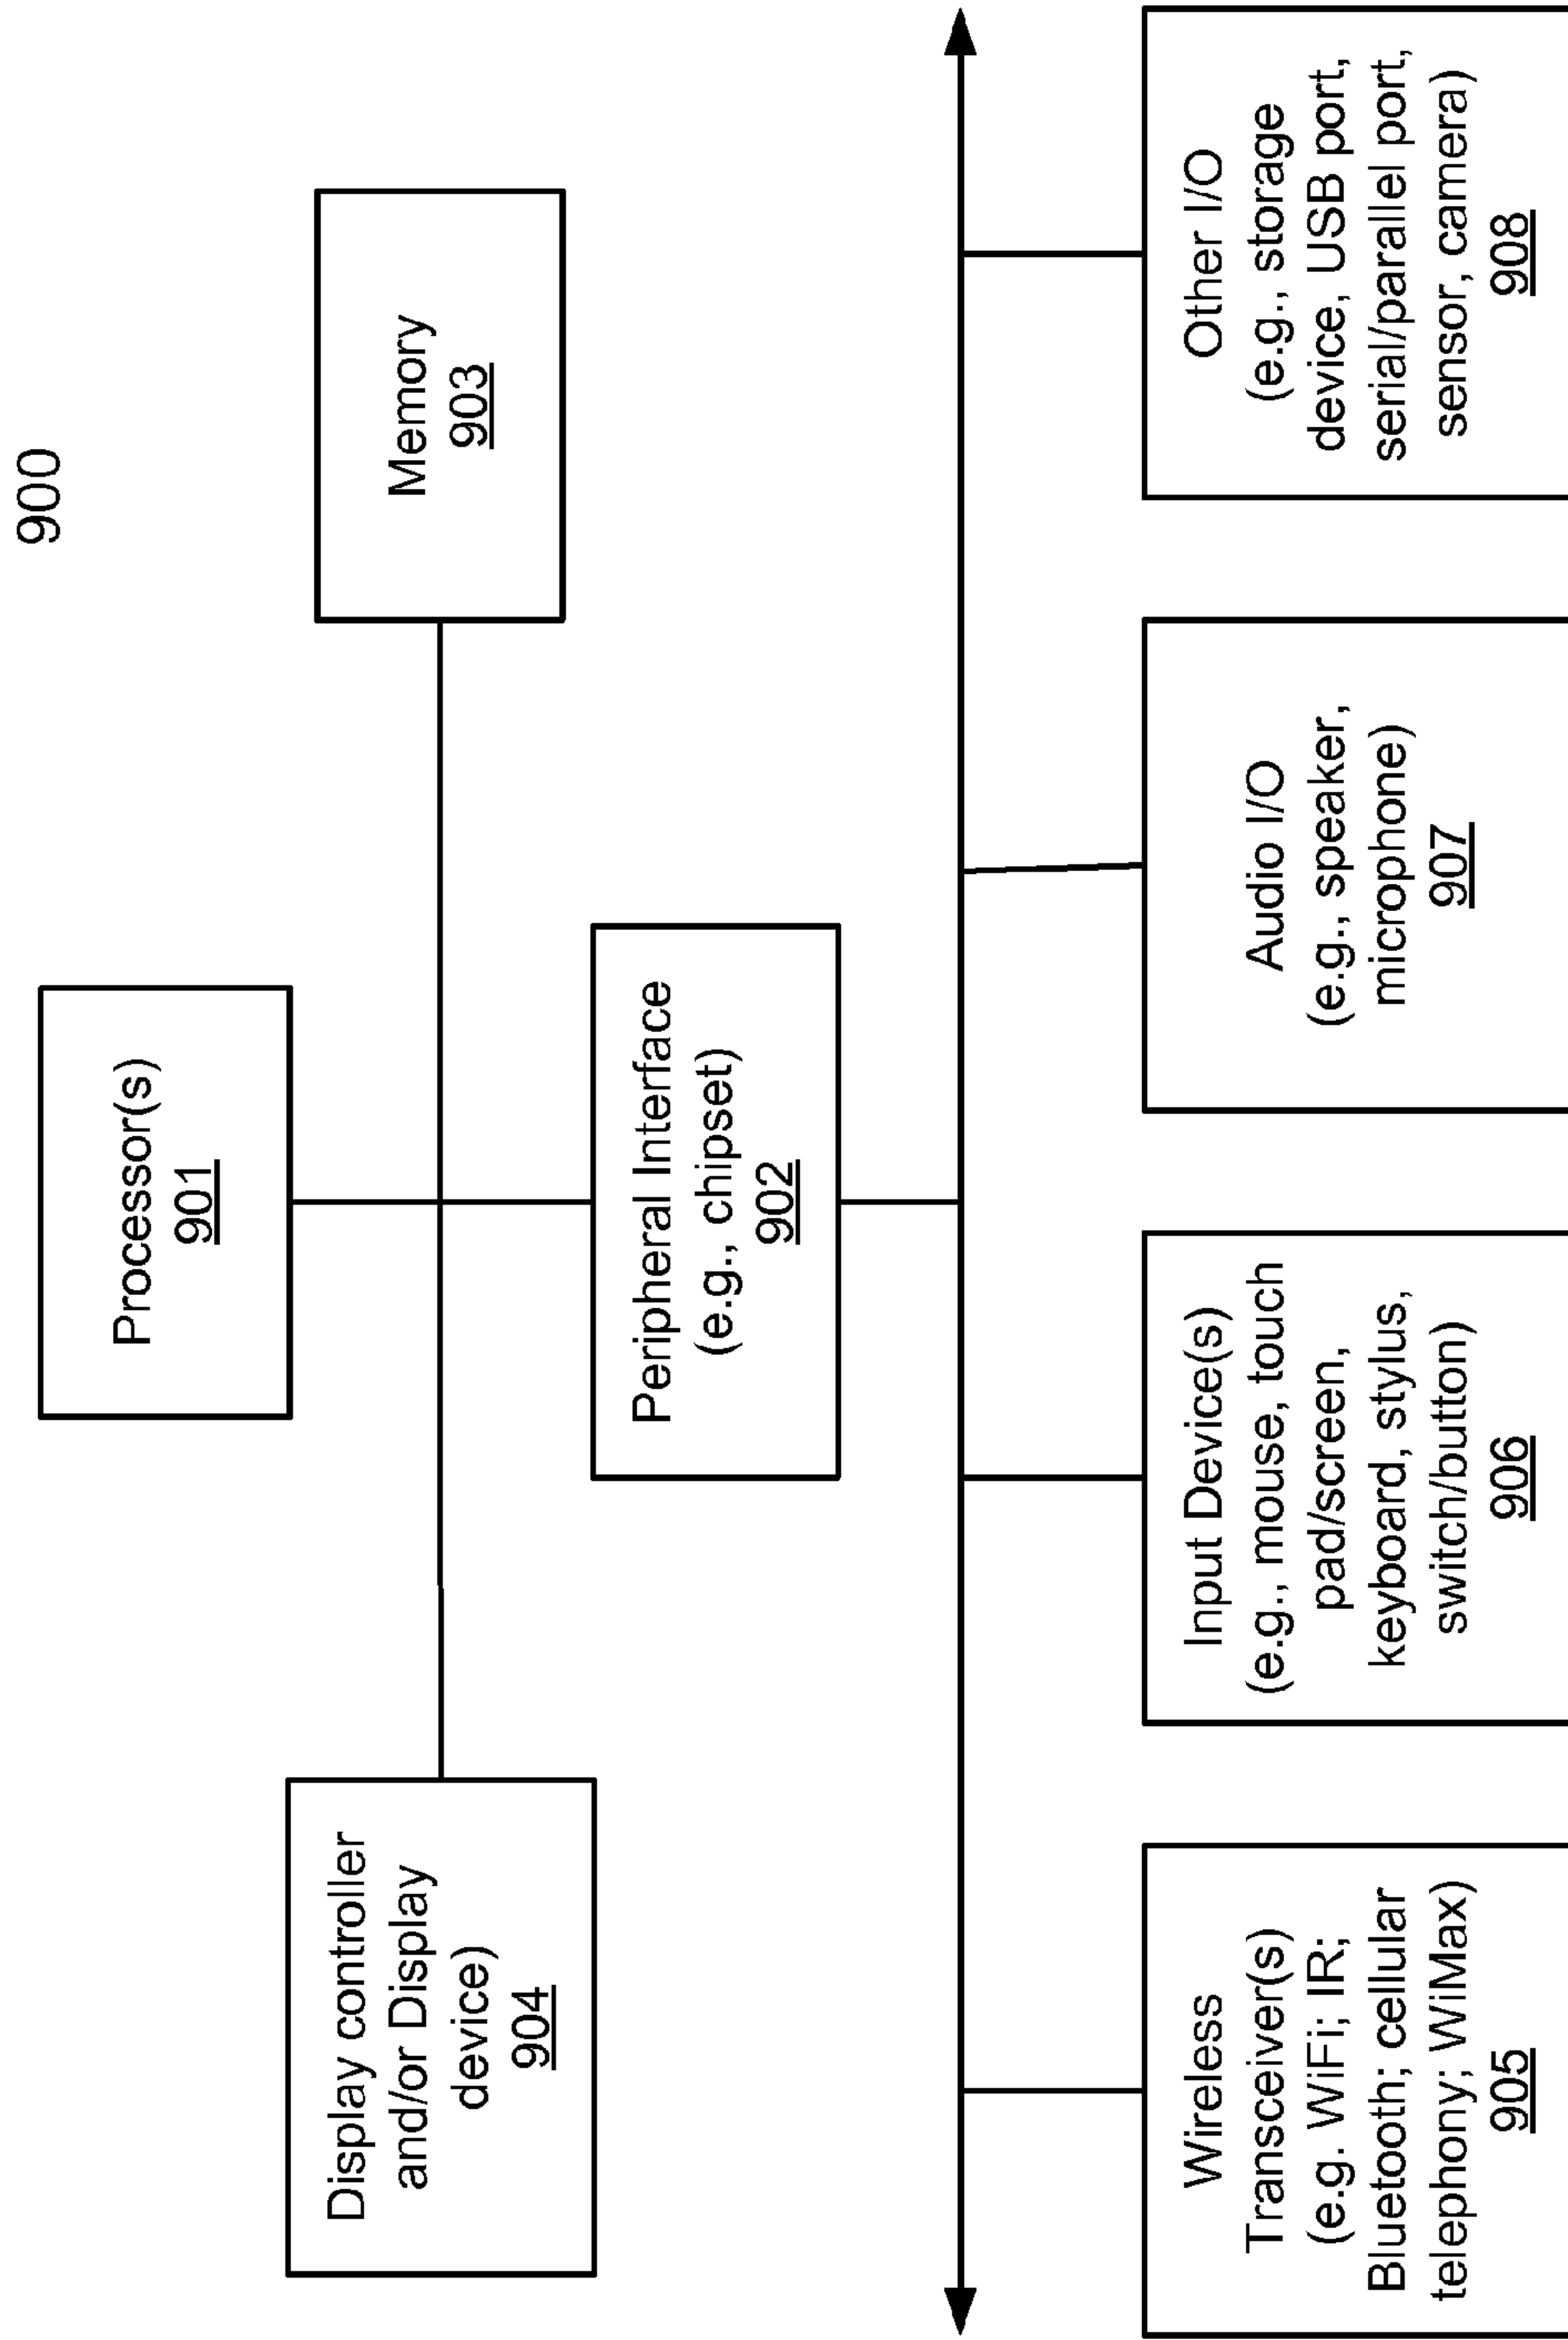 900
Processor(s)
901
Memory
903
Display controller
and/or Display
device)
904
Peripheral Interface
(e.g., chipset)
902
Wireless
Transceiver(s)
(e.g. WiFi; IR;
Bluetooth; cellular
telephony; WiMax)
905
Input Device(s)
(e.g., mouse, touch
pad/screen,
keyboard, stylus,
switch/button)
906
Audio I/O
(e.g., speaker,
microphone)
907
Other I/O
(e.g., storage
device, USB port,
serial/parallel port,
sensor, camera)
908